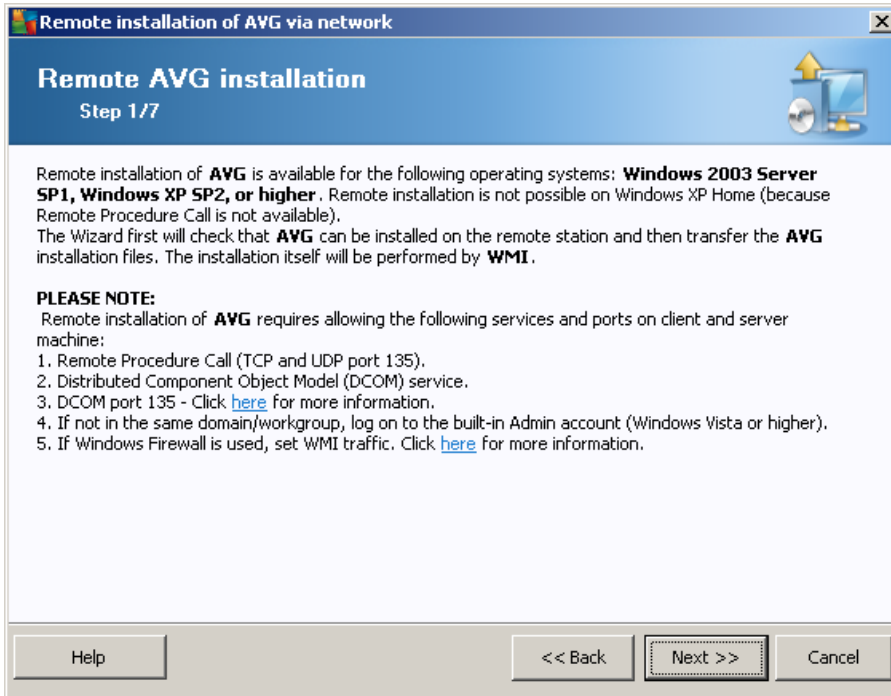 Remote installation of AVG via network
Remote AVG installation
Step 1/7
Remote installation of AVG is available for the following operating systems: Windows 2003 Server
SP1, Windows XP SP2, or higher. Remote installation is not possible on Windows XP Home (because
Remote Procedure Call is not available).
The Wizard first will check that AVG can be installed on the remote station and then transfer the AVG
installation files. The installation itself will be performed by WMI.
PLEASE NOTE:
Remote installation of AVG requires allowing the following services and ports on client and server
machine:
1. Remote Procedure Call (TCP and UDP port 135).
2. Distributed Component Object Model (DCOM) service.
3. DCOM port 135 - Click here for more information.
4. If not in the same domain/workgroup, log on to the built-in Admin account (Windows Vista or higher).
5. If Windows Firewall is used, set WMI traffic. Click here for more information.
Help
<< Back
Next >>
Cancel